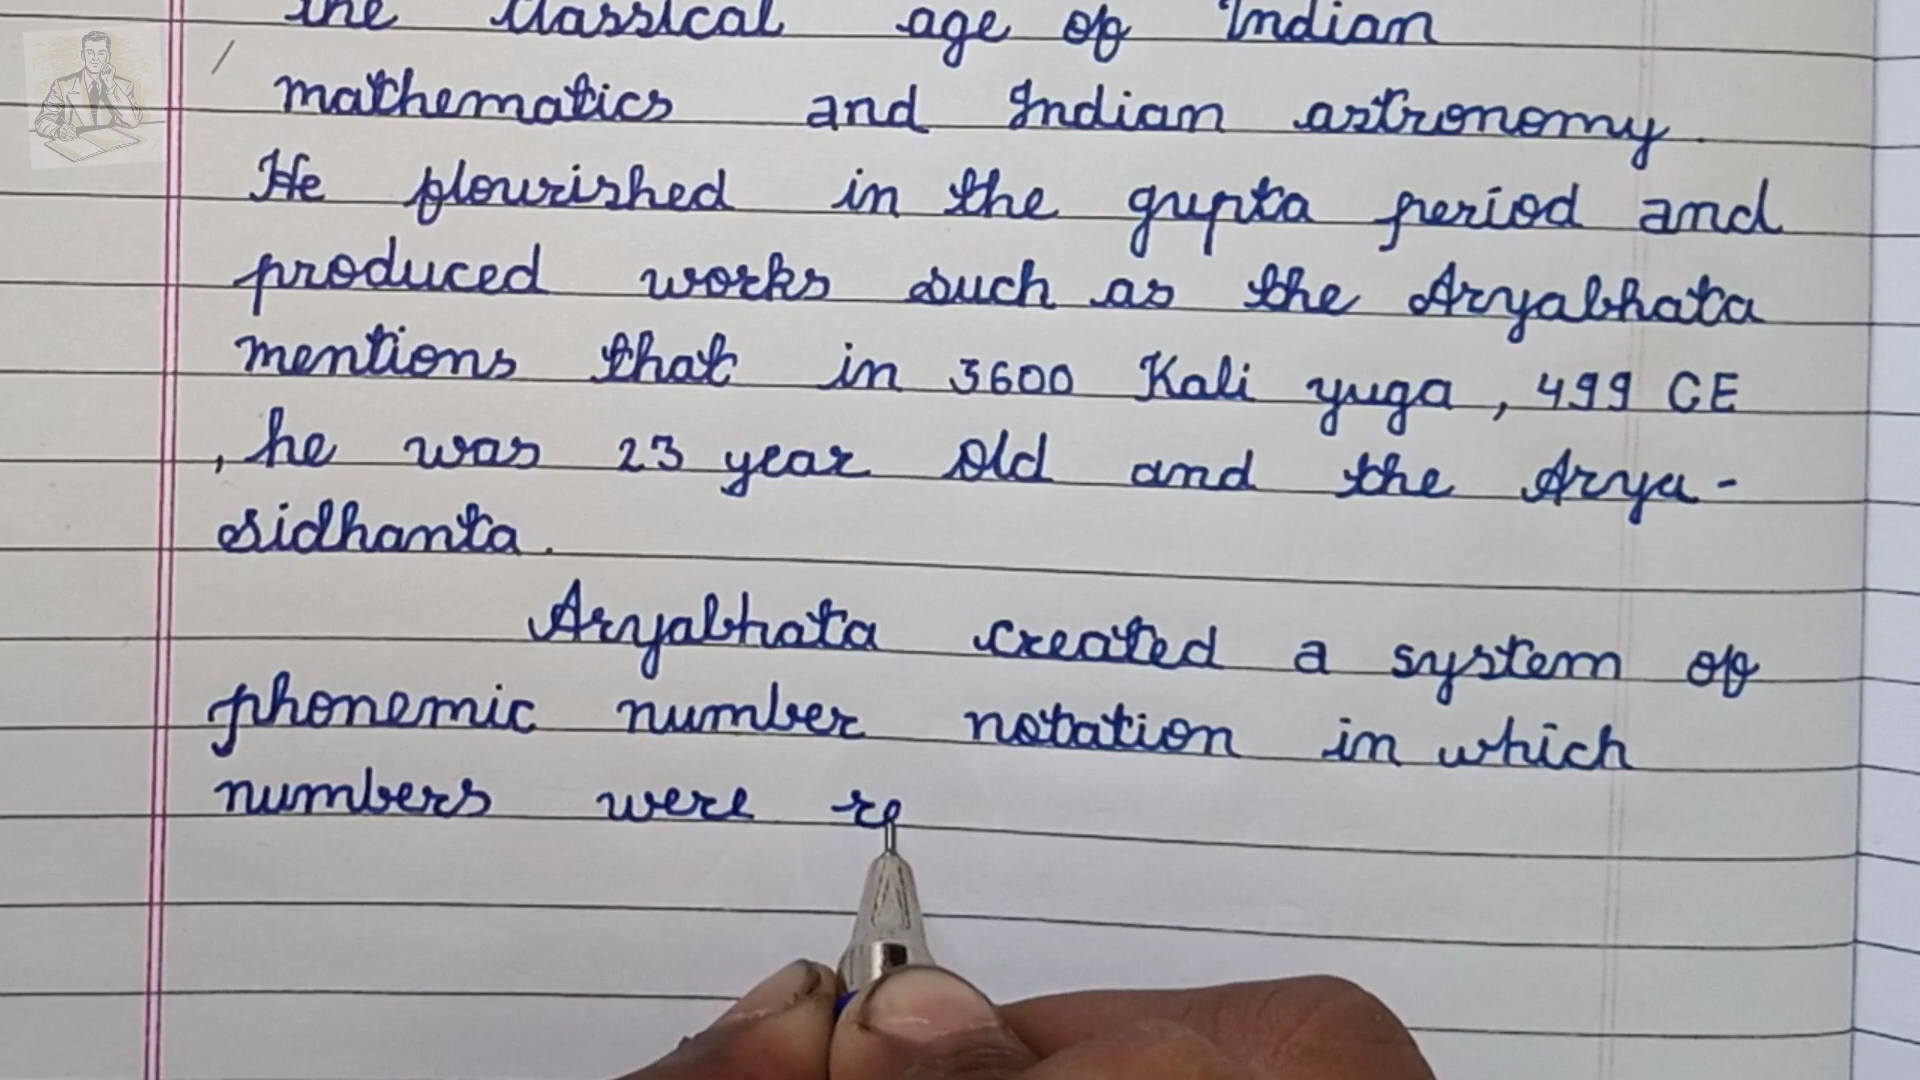 the classical age of Indian
mathematics and Indian astronomy.
He flourished in the gupta period and
produced works such as the Aryabhata
mentions that in 3600 Kali yuga, 499 CE
, he was 23 year old and the Arya -
sidhanta.
Aryabhata created a system of
phonemic number notation in which
numbers were re